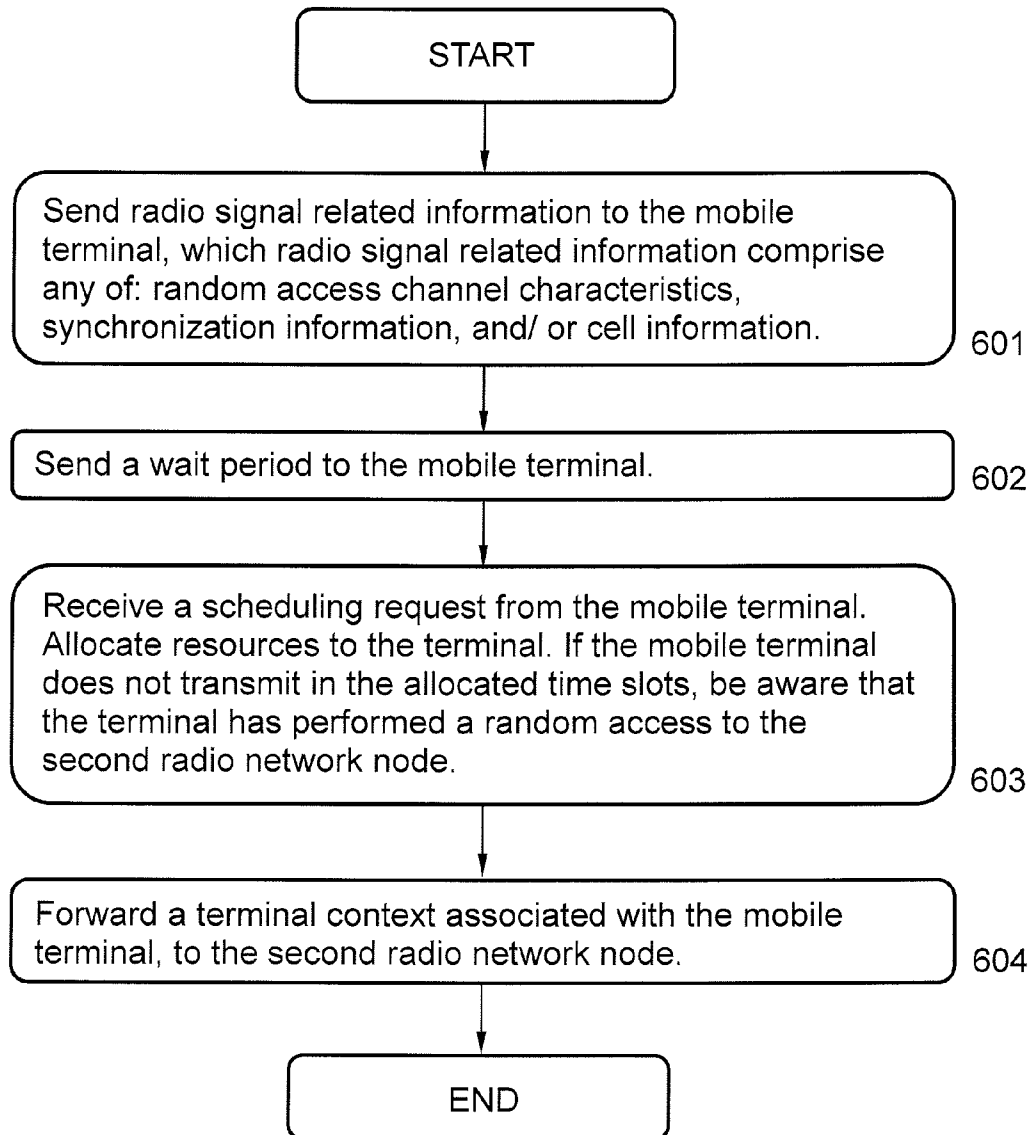 START
Send radio signal related information to the mobile
terminal, which radio signal related information comprise
any of: random access channel characteristics,
synchronization information, and/ or cell information.
601
Send a wait period to the mobile terminal.
602
Receive a scheduling request from the mobile terminal.
Allocate resources to the terminal. If the mobile terminal
does not transmit in the allocated time slots, be aware that
the terminal has performed a random access to the
second radio network node.
603
Forward a terminal context associated with the mobile
terminal, to the second radio network node.
604
END